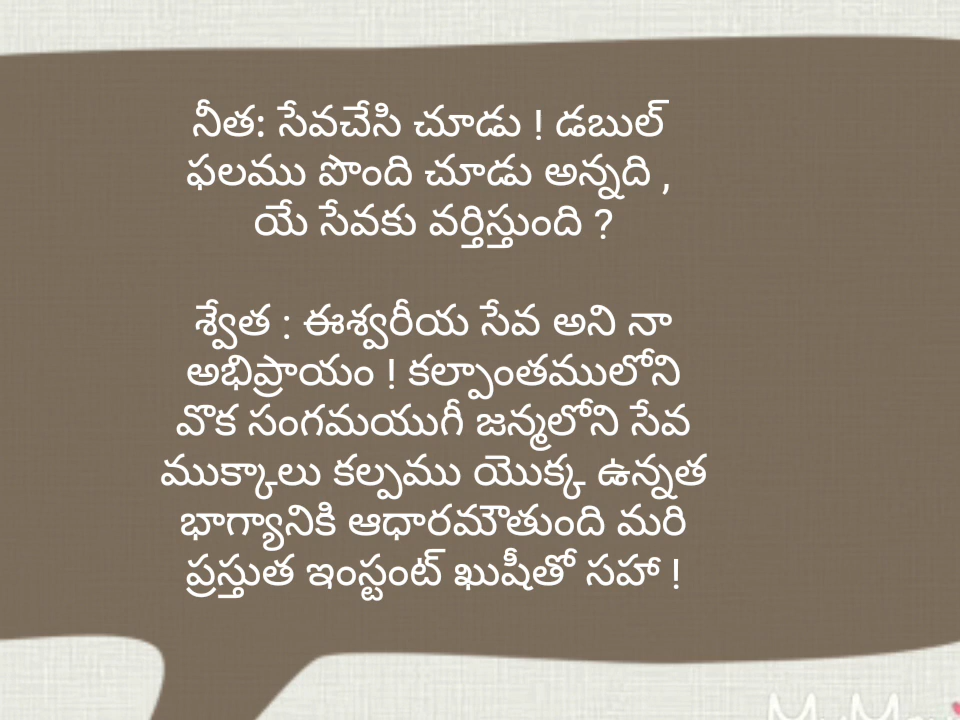 నీత: సేవచేసి చూడు ! డబుల్
ఫలము పొంది చూడు అన్నది ,
యే సేవకు వర్తిస్తుంది ?
శ్వేత : ఈశ్వరీయ సేవ అని నా
అభిప్రాయం ! కల్పాంతములోని
వొక సంగమయుగీ జన్మలోని సేవ
ముక్కాలు కల్పము యొక్క ఉన్నత
భాగ్యానికి ఆధారమౌతుంది మరి
ప్రస్తుత ఇంస్టంట్ ఖుషీతో సహా !